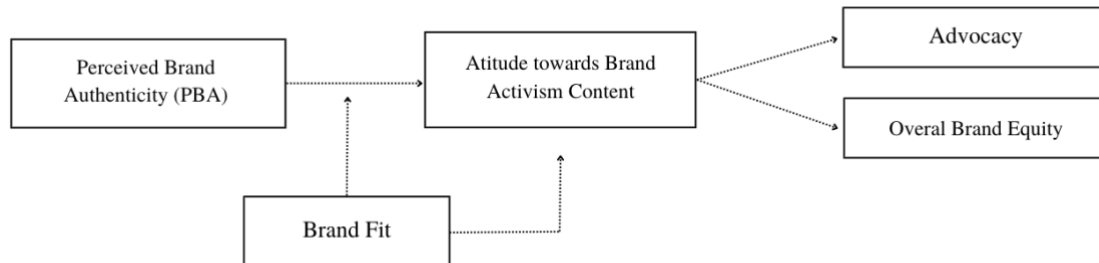 Perceived Brand
Authenticity (PBA)
Atitude towards Brand
Activism Content
Advocacy
Overal Brand Equity
Brand Fit